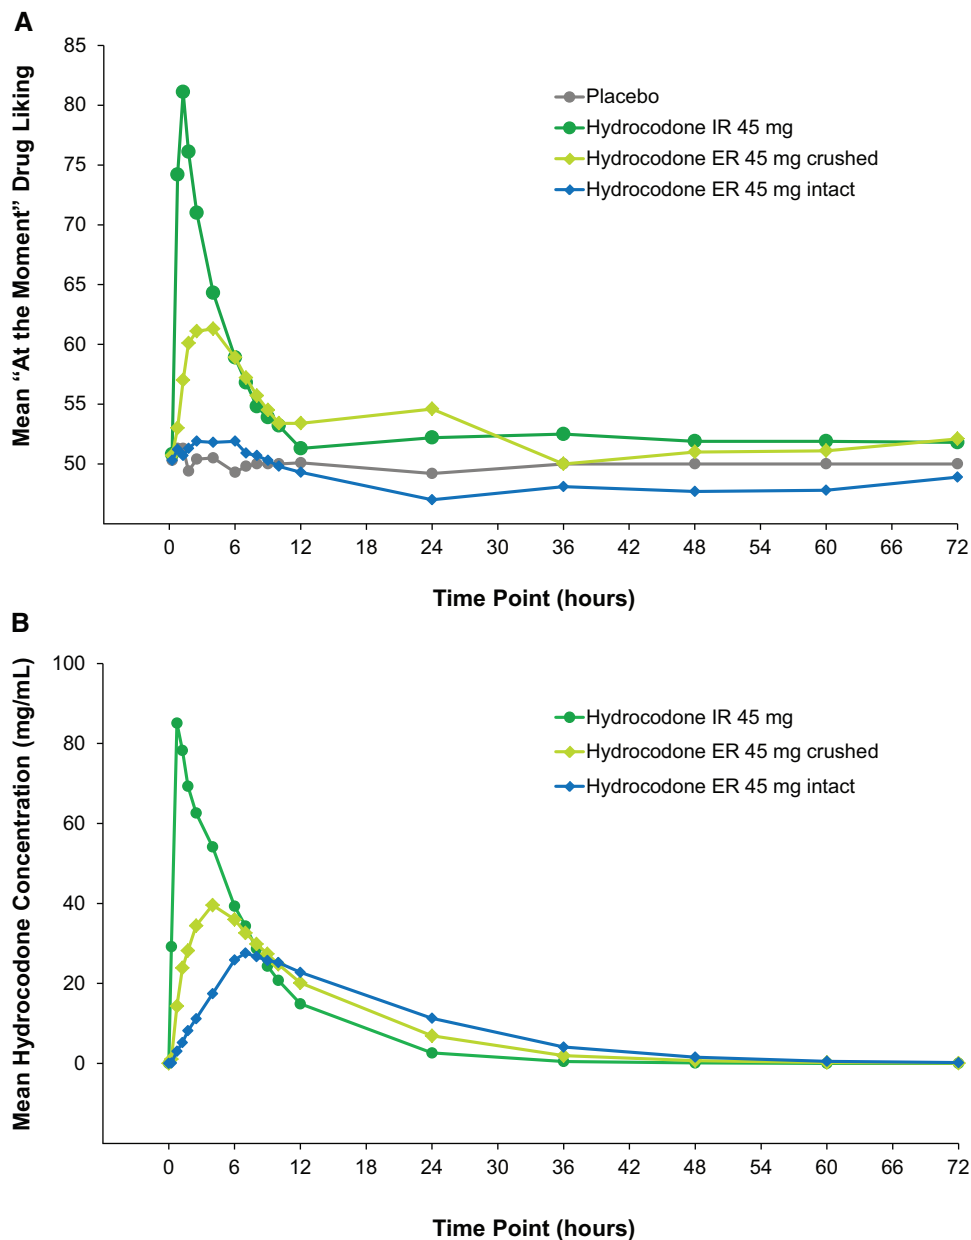 A
Mean “At the Moment” Drug Liking
85
80
75
70
65
60
55
50
Placebo
Hydrocodone IR 45 mg
Hydrocodone ER 45 mg crushed
Hydrocodone ER 45 mg intact
0 6 12 18 24 30 36 42 48 54 60 66 72
Time Point (hours)
B
Mean Hydrocodone Concentration (mg/mL)
100
80
60
40
20
0
Hydrocodone IR 45 mg
Hydrocodone ER 45 mg crushed
Hydrocodone ER 45 mg intact
0 6 12 18 24 30 36 42 48 54 60 66 72
Time Point (hours)